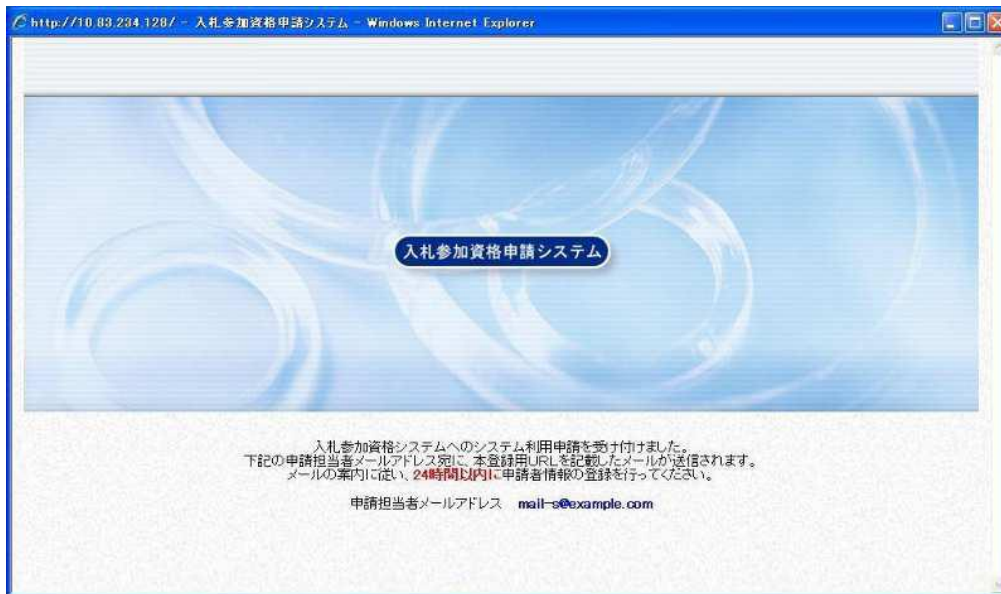 http://10.83.234.128/ - 入札参加資格申請システム - Windows Internet Explorer
入札参加資格申請システム
入札参加資格システムへのシステム利用申請を受け付けました。
下記の申請担当者メールアドレス宛に、本登録用URLを記載したメールが送信されます。
メールの案内に従い、24時間以内に申請者情報の登録を行ってください。
申請担当者メールアドレス mail-s@example.com